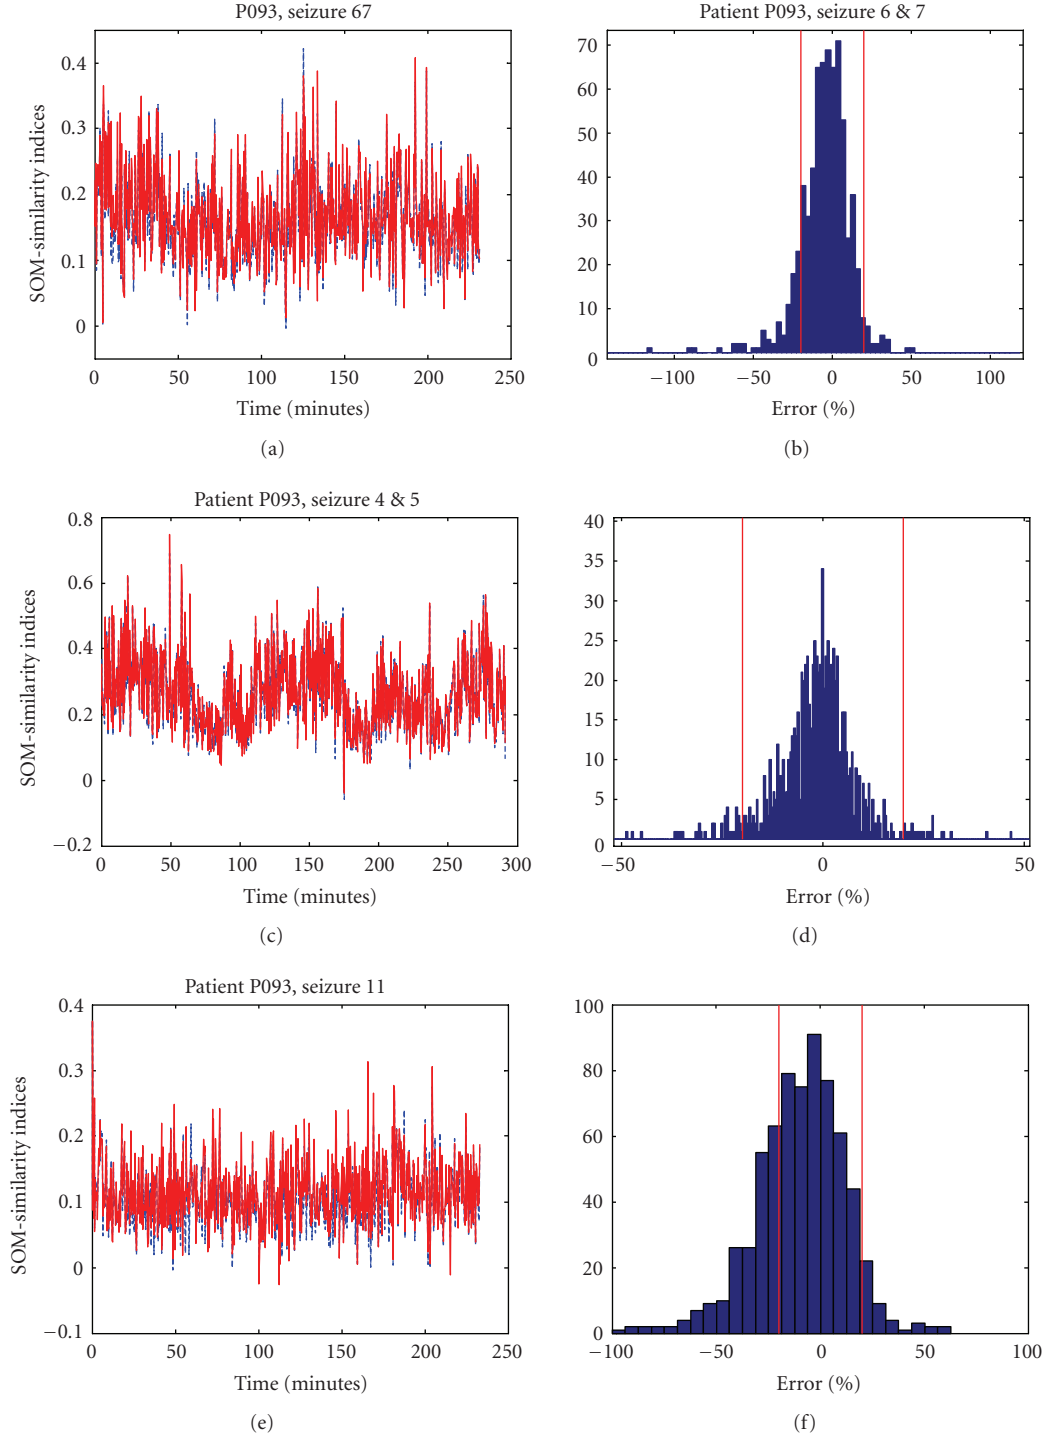 P093, seizure 67
SOM-similarity indices
0.4
0.3
0.2
0.1
0
0 50 100 150 200 250
Time (minutes)
(a)
Patient P093, seizure 6 & 7
70
60
50
40
30
20
10
0
−100 −50 0 50 100
Error (%)
(b)
Patient P093, seizure 4 & 5
SOM-similarity indices
0.8
0.6
0.4
0.2
0
−0.2
0 50 100 150 200 250 300
Time (minutes)
(c)
40
35
30
25
20
15
10
5
0
−50 0 50
Error (%)
(d)
Patient P093, seizure 11
SOM-similarity indices
0.4
0.3
0.2
0.1
0
−0.1
0 50 100 150 200 250
Time (minutes)
(e)
100
80
60
40
20
0
−100 −50 0 50 100
Error (%)
(f)